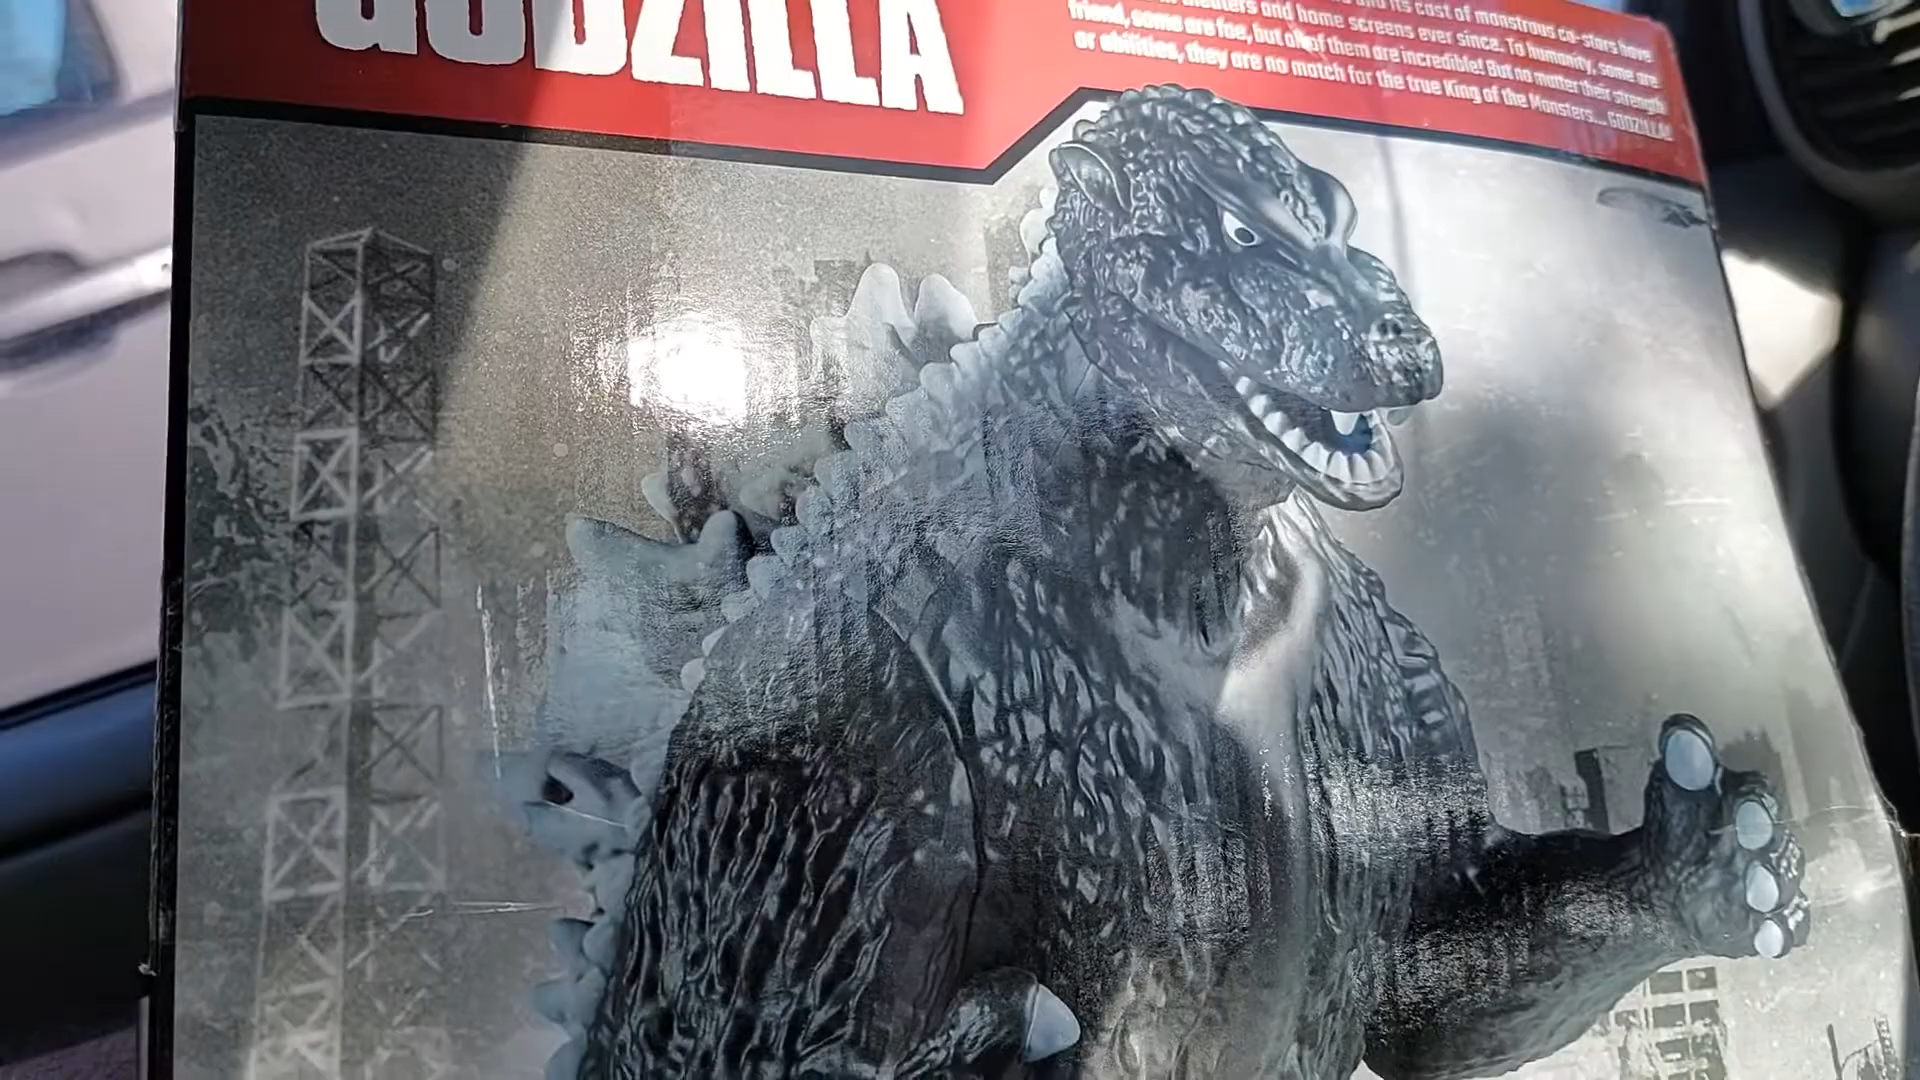 GODZILLA
its cast of monstrous co-stars have
theaters and home screens ever since. To humanity, some are
friend, some are foe, but all of them are incredible! But no matter their strength
or abilities, they are no match for the true King of the Monsters... GODZILLA!